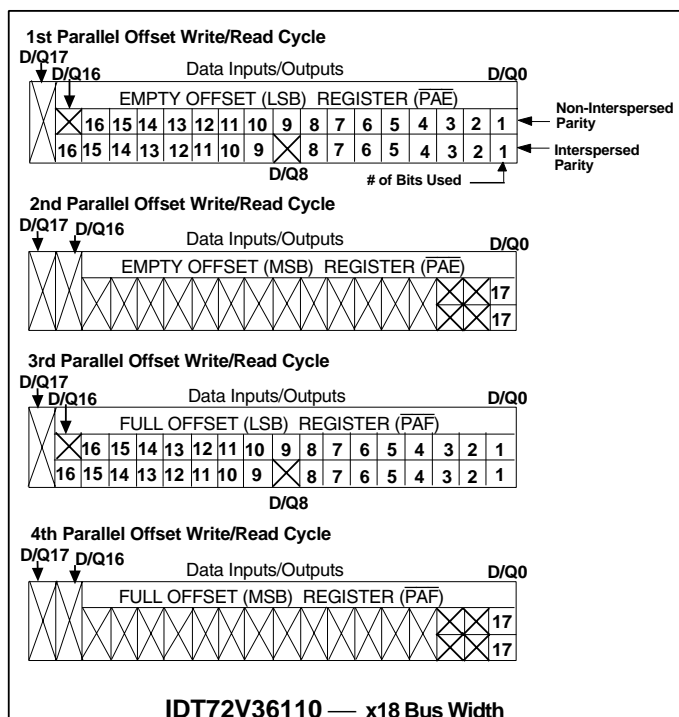 1st Parallel Offset Write/Read Cycle
D/Q17
D/Q16 Data Inputs/Outputs D/Q0
EMPTY OFFSET (LSB) REGISTER (PAE)
16 15 14 13 12 11 10 9 8 7 6 5 4 3 2 1 Non-Interspersed Parity
16 15 14 13 12 11 10 9 8 7 6 5 4 3 2 1 Interspersed Parity
D/Q8
# of Bits Used
2nd Parallel Offset Write/Read Cycle
D/Q17
D/Q16 Data Inputs/Outputs D/Q0
EMPTY OFFSET (MSB) REGISTER (PAE)
17
17
3rd Parallel Offset Write/Read Cycle
D/Q17
D/Q16 Data Inputs/Outputs D/Q0
FULL OFFSET (LSB) REGISTER (PAF)
16 15 14 13 12 11 10 9 8 7 6 5 4 3 2 1
16 15 14 13 12 11 10 9 8 7 6 5 4 3 2 1
D/Q8
4th Parallel Offset Write/Read Cycle
D/Q17
D/Q16 Data Inputs/Outputs D/Q0
FULL OFFSET (MSB) REGISTER (PAF)
17
17
IDT72V36110 — x18 Bus Width